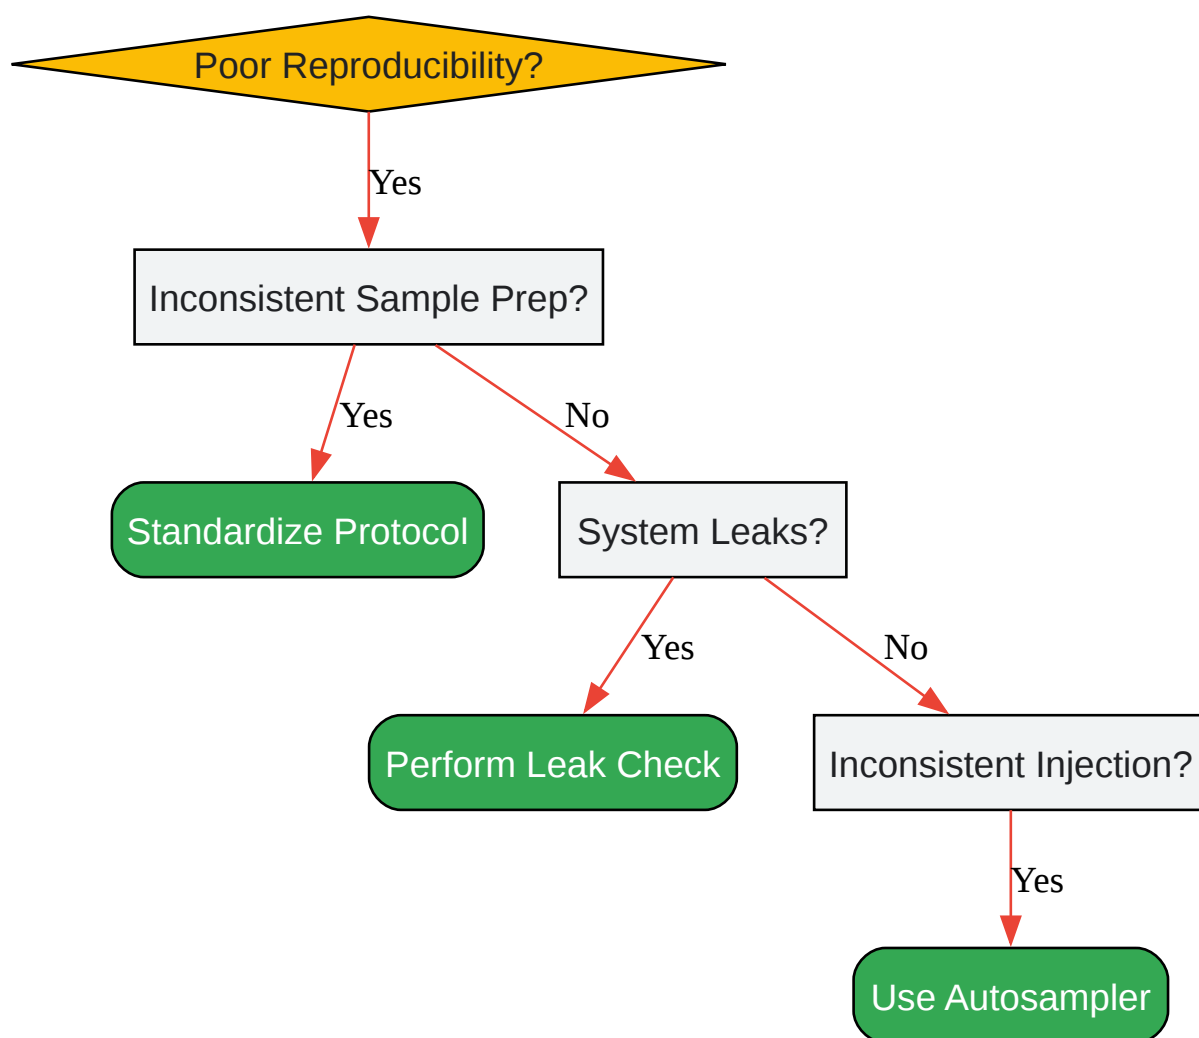 Poor Reproducibility?
Yes
Inconsistent Sample Prep?
Yes
No
Standardize Protocol
System Leaks?
Yes
No
Perform Leak Check
Inconsistent Injection?
Yes
Use Autosampler